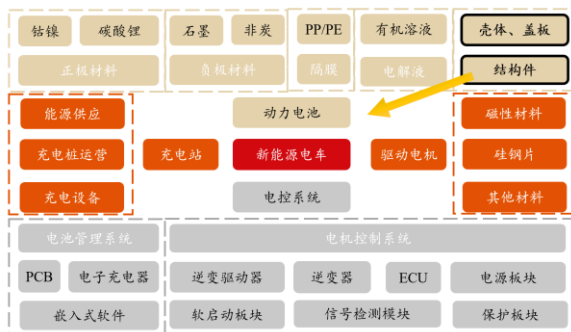 钴镍 碳酸锂 石墨 非炭 PP/PE 有机溶液 壳体、盖板
正极材料 负极材料 隔膜 电解液 结构件
能源供应 动力电池 磁性材料
充电桩运营 充电站 新能源电车 驱动电机 硅钢片
充电设备 电控系统 其他材料
电池管理系统 电机控制系统
PCB 电子充电器 逆变驱动器 逆变器 ECU 电源板块
嵌入式软件 软启动板块 信号检测模块 保护板块